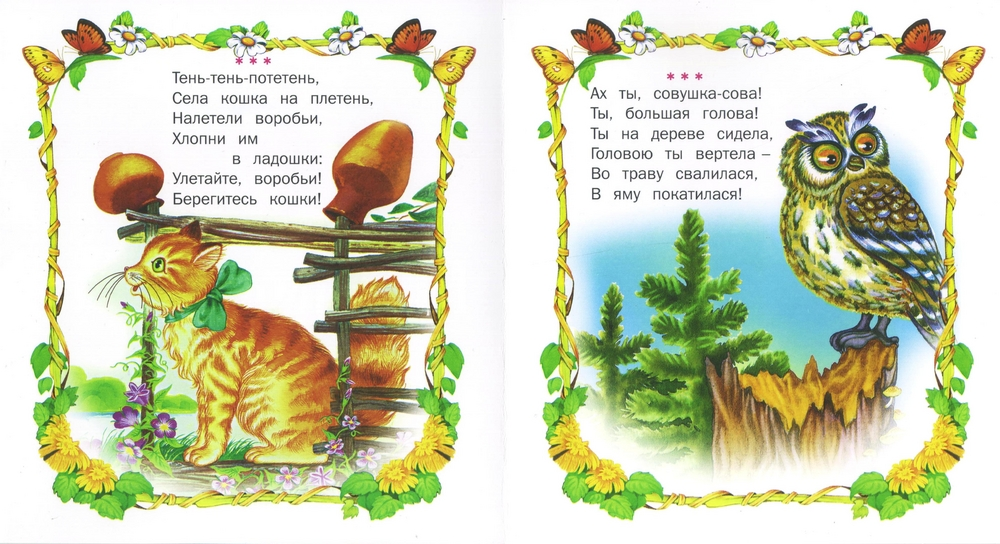 * * *
Тень-тень-потетень,
Села кошка на плетень,
Налетели воробьи,
Хлопни им
в ладошки:
Улетайте, воробьи!
Берегитесь кошки!
* * *
Ах ты, совушка-сова!
Ты, большая голова!
Ты на дереве сидела,
Головою ты вертела –
Во траву свалилася,
В яму покатилася!